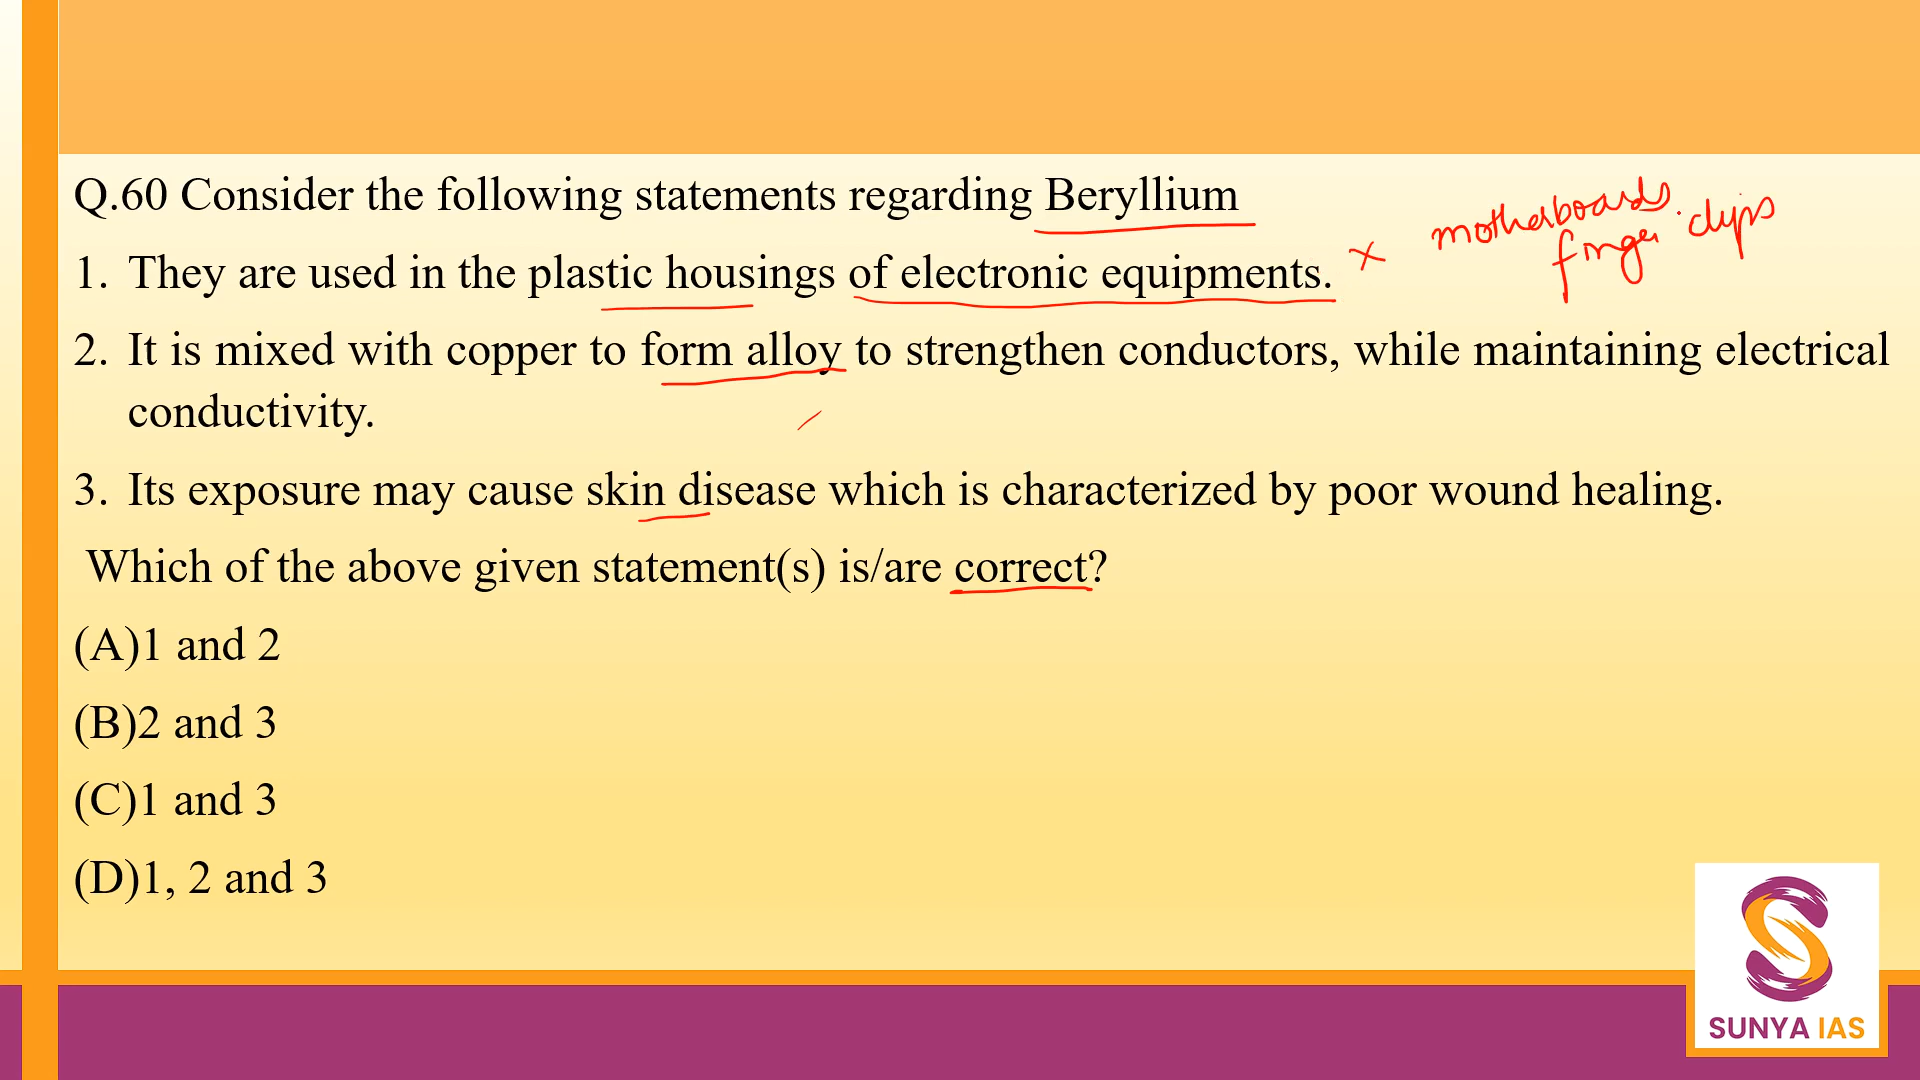 Q.60 Consider the following statements regarding Beryllium
motherboards.
finger clips
1. They are used in the plastic housings of electronic equipments. ×
2. It is mixed with copper to form alloy to strengthen conductors, while maintaining electrical
conductivity.
3. Its exposure may cause skin disease which is characterized by poor wound healing.
Which of the above given statement(s) is/are correct?
(A)1 and 2
(B)2 and 3
(C)1 and 3
(D)1, 2 and 3
SUNYA IAS